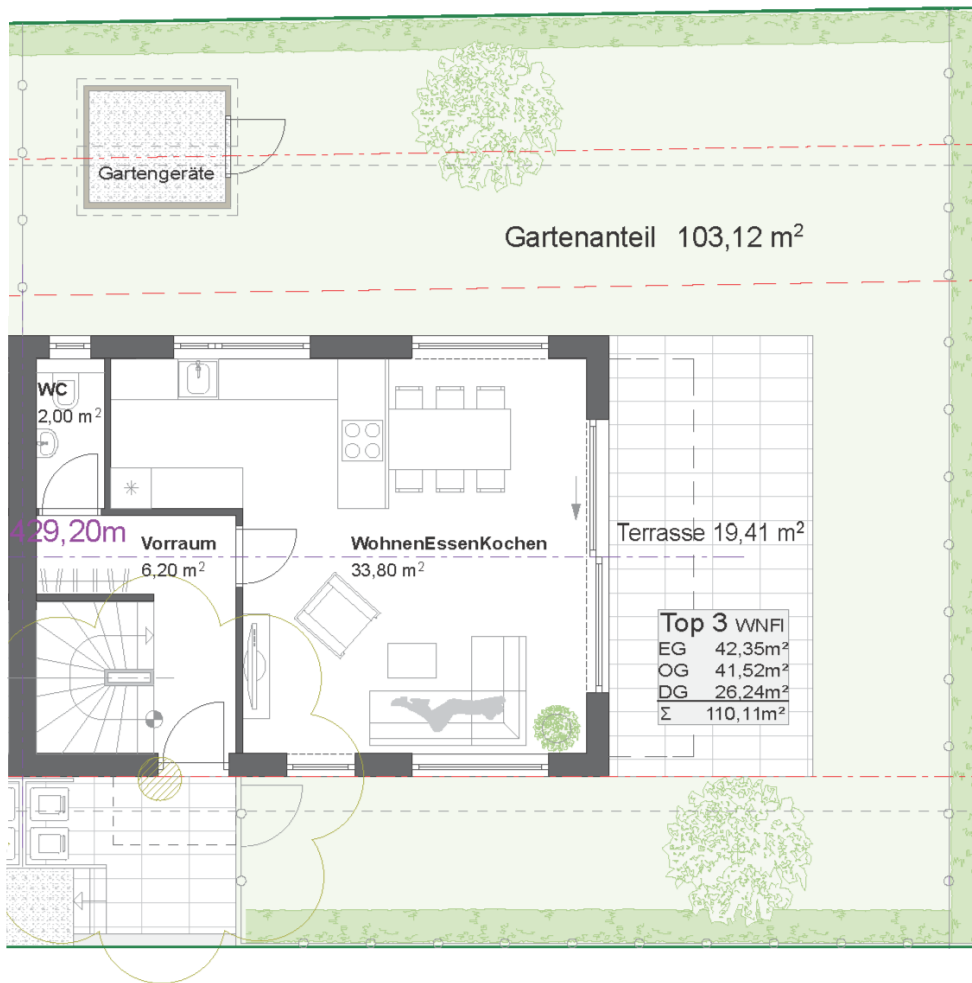 Gartengeräte
Gartenanteil 103,12 m²
WC
2,00 m²
429,20m
Vorraum
6,20 m²
WohnenEssenKochen
33,80 m²
Terrasse 19,41 m²
Top 3 WNFl
EG 42,35m²
OG 41,52m²
DG 26,24m²
Σ 110,11m²